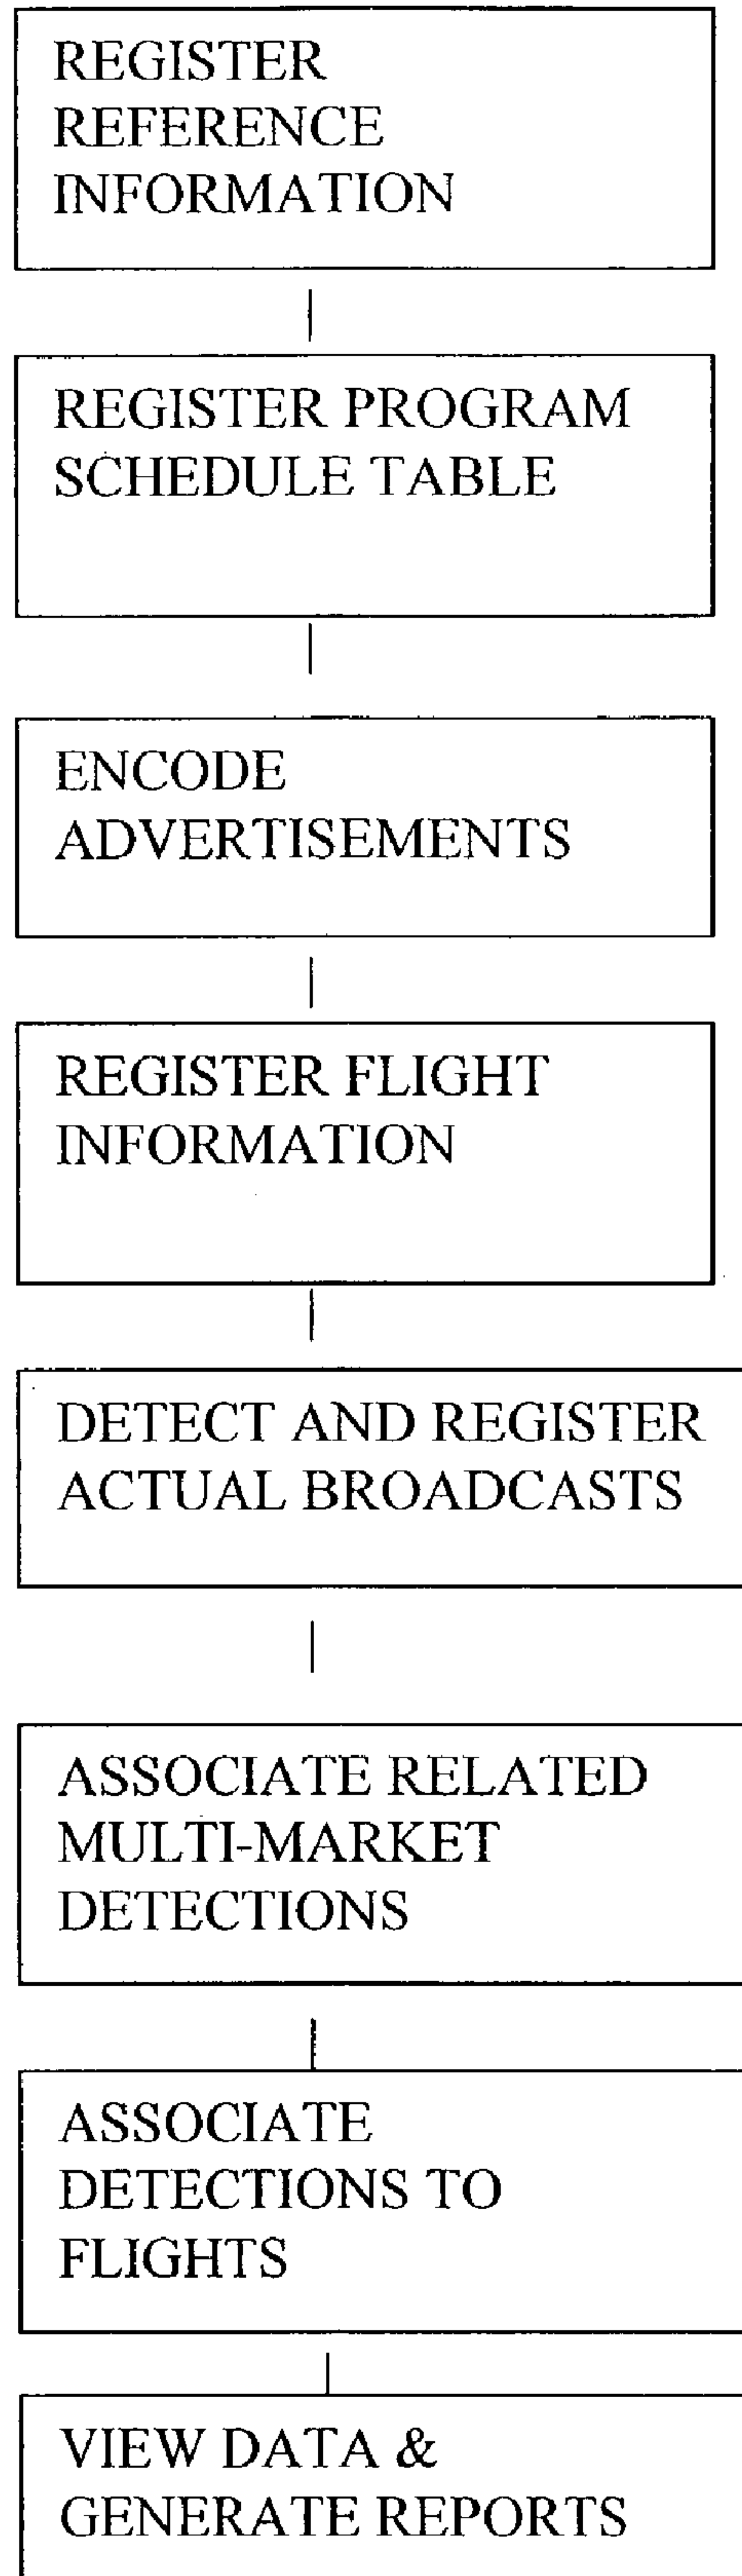 REGISTER
REFERENCE
INFORMATION
REGISTER PROGRAM
SCHEDULE TABLE
ENCODE
ADVERTISEMENTS
REGISTER FLIGHT
INFORMATION
DETECT AND REGISTER
ACTUAL BROADCASTS
ASSOCIATE RELATED
MULTI-MARKET
DETECTIONS
ASSOCIATE
DETECTIONS TO
FLIGHTS
VIEW DATA &
GENERATE REPORTS